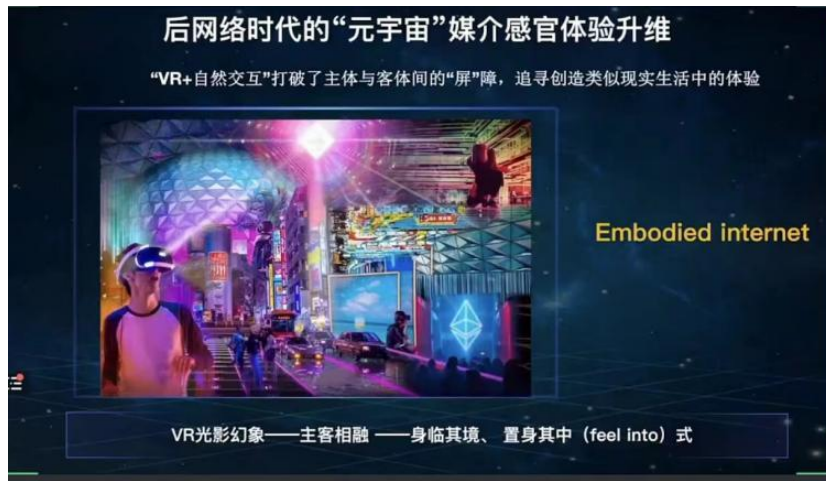 后网络时代的“元宇宙”媒介感官体验升维
“VR+自然交互”打破了主体与客体间的“屏”障，追寻创造类似现实生活中的体验
Embodied internet
VR光影幻象——主客相融 ——身临其境、 置身其中（feel into）式